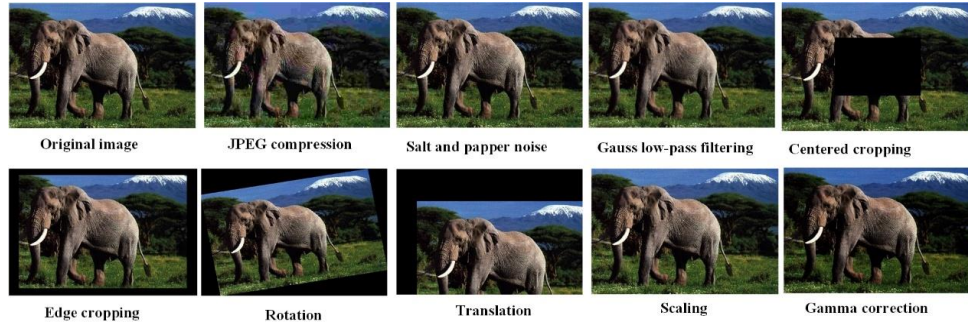 Original image
JPEG compression
Salt and papper noise
Gauss low-pass filtering
Centered cropping
Edge cropping
Rotation
Translation
Scaling
Gamma correction